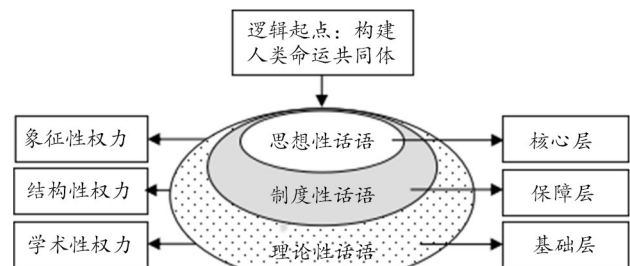 逻辑起点：构建
人类命运共同体
象征性权力
思想性话语
核心层
结构性权力
制度性话语
保障层
学术性权力
理论性话语
基础层